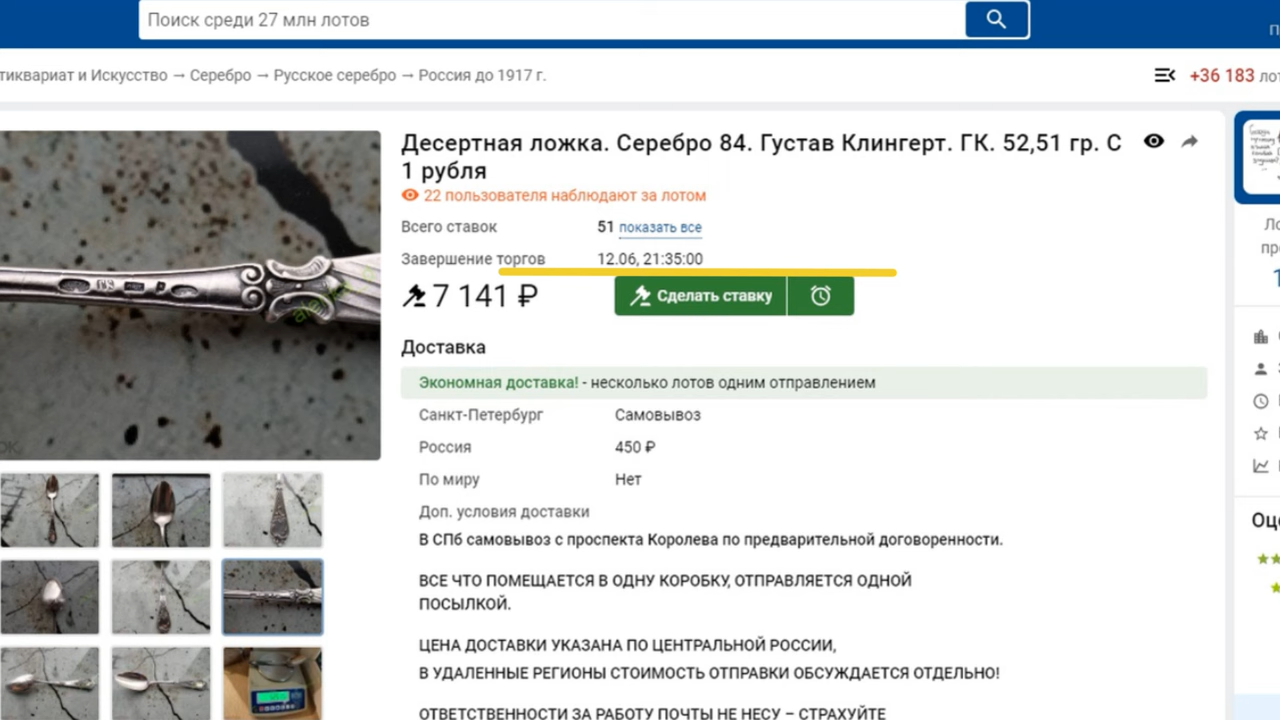 Поиск среди 27 млн лотов
тиквариат и Искусство → Серебро → Русское серебро → Россия до 1917 г.
+36 183
Десертная ложка. Серебро 84. Густав Клингерт. ГК. 52,51 гр. С
1 рубля
22 пользователя наблюдают за лотом
Всего ставок 51 показать все
Завершение торгов 12.06, 21:35:00
7 141 ₽ Сделать ставку
Доставка
Экономная доставка! - несколько лотов одним отправлением
Санкт-Петербург Самовывоз
Россия 450 ₽
По миру Нет
Доп. условия доставки
В СПб самовывоз с проспекта Королева по предварительной договоренности.
ВСЕ ЧТО ПОМЕЩАЕТСЯ В ОДНУ КОРОБКУ, ОТПРАВЛЯЕТСЯ ОДНОЙ
ПОСЫЛКОЙ.
ЦЕНА ДОСТАВКИ УКАЗАНА ПО ЦЕНТРАЛЬНОЙ РОССИИ,
В УДАЛЕННЫЕ РЕГИОНЫ СТОИМОСТЬ ОТПРАВКИ ОБСУЖДАЕТСЯ ОТДЕЛЬНО!
ОТВЕТСТВЕННОСТИ ЗА РАБОТУ ПОЧТЫ НЕ НЕСУ – СТРАХУЙТЕ